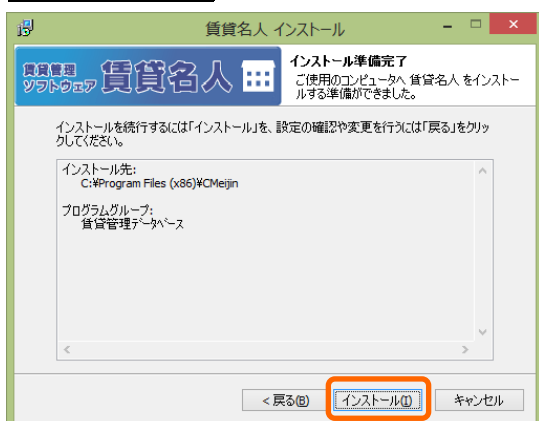 賃貸名人 インストール
賃貸管理
ソフトウェア 賃貸名人
インストール準備完了
ご使用のコンピュータへ 賃貸名人 をインストー
ルする準備ができました。
インストールを続行するには「インストール」を、設定の確認や変更を行うには「戻る」をクリッ
クしてください。
インストール先:
C:¥Program Files (x86)¥CMeijin
プログラムグループ:
賃貸管理データベース
< 戻る(B)
インストール(I)
キャンセル